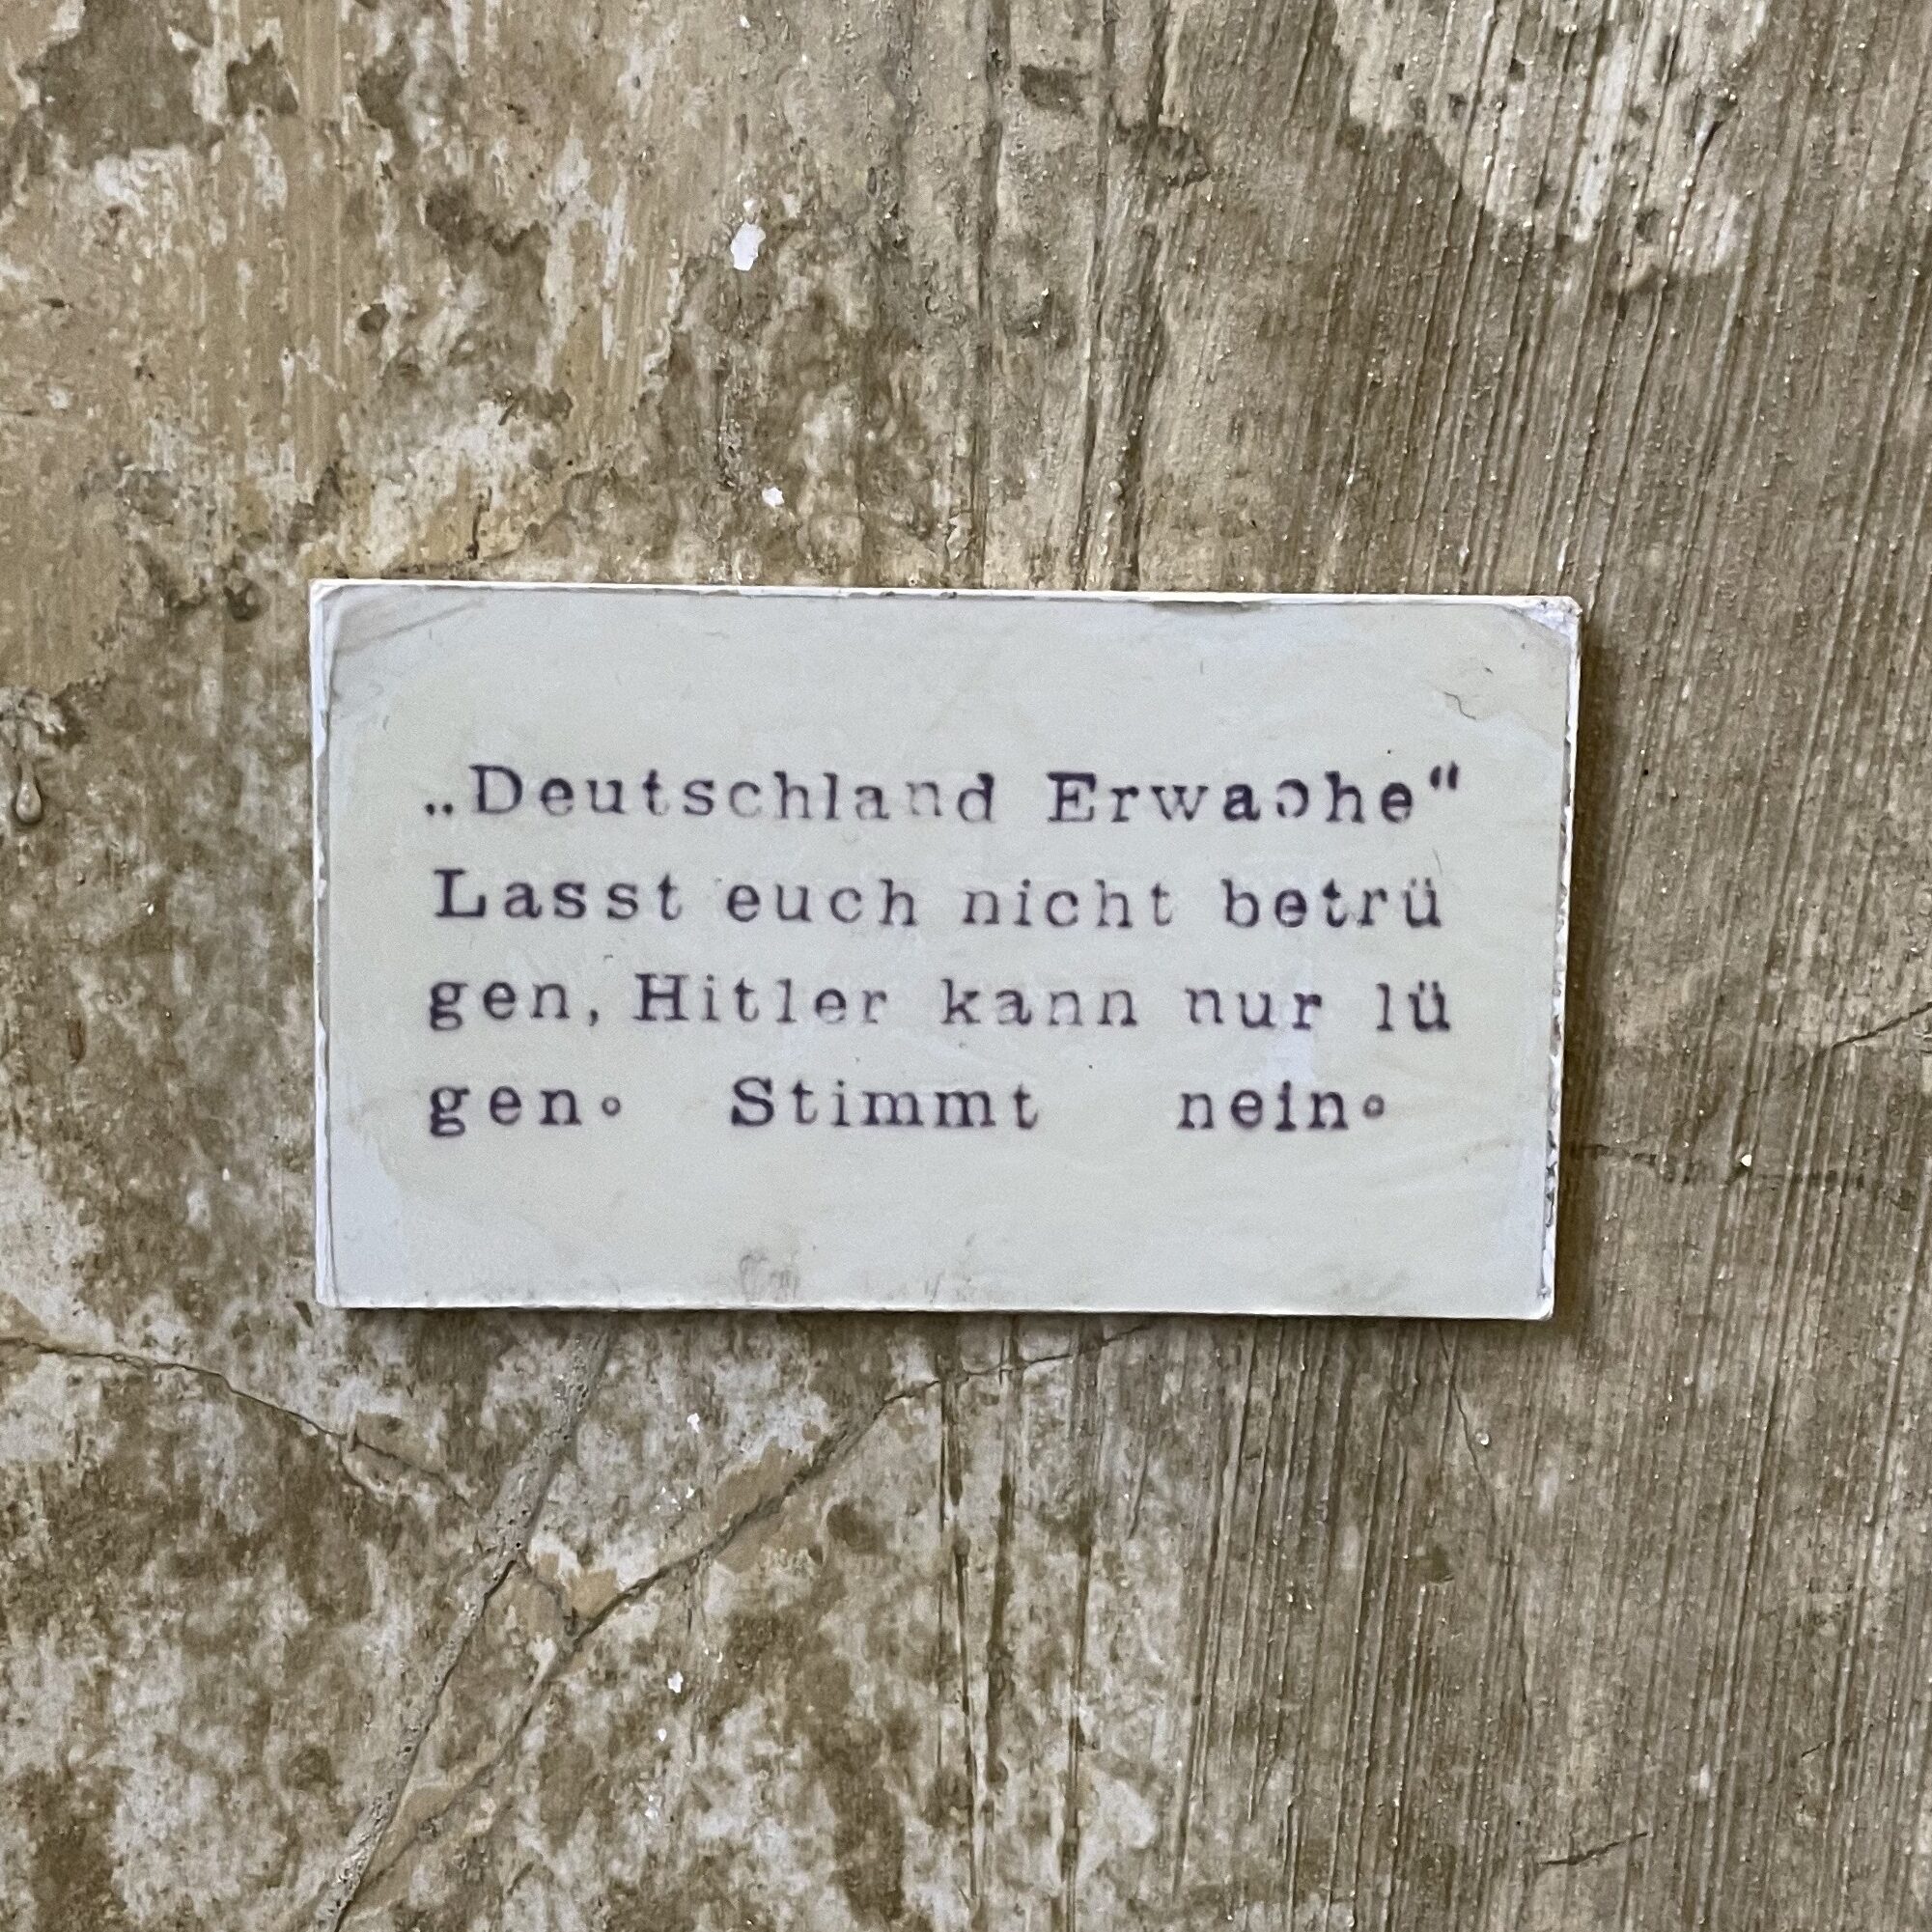 „Deutschland Erwache“
Lasst euch nicht betrü
gen, Hitler kann nur lü
gen. Stimmt nein.